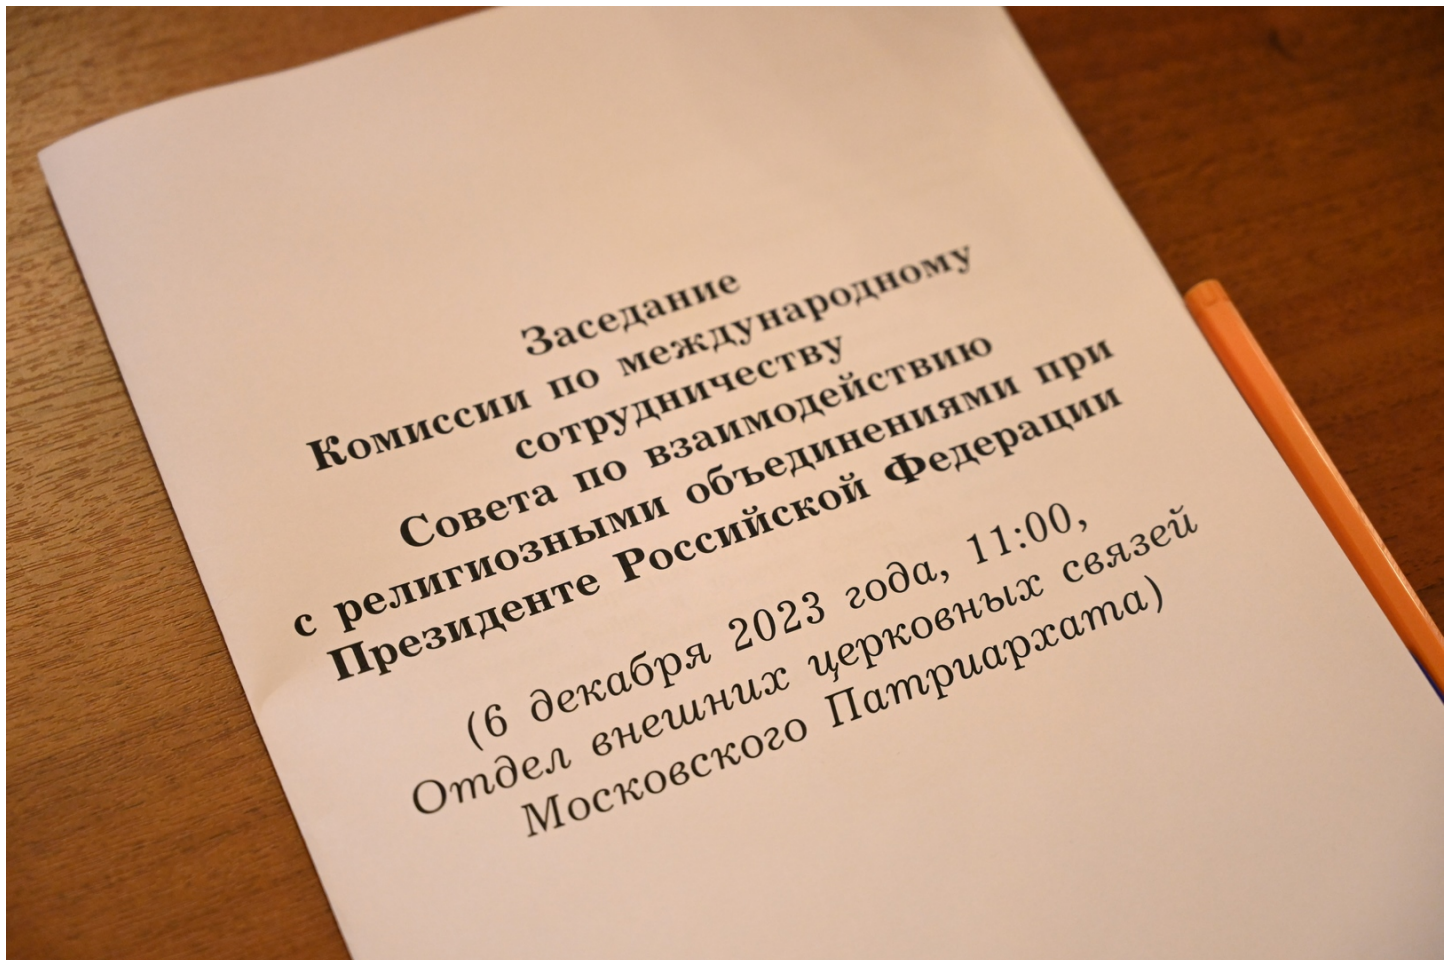 Заседание
Комиссии по международному
сотрудничеству
Совета по взаимодействию
с религиозными объединениями при
Президенте Российской Федерации
(6 декабря 2023 года, 11:00,
Отдел внешних церковных связей
Московского Патриархата)